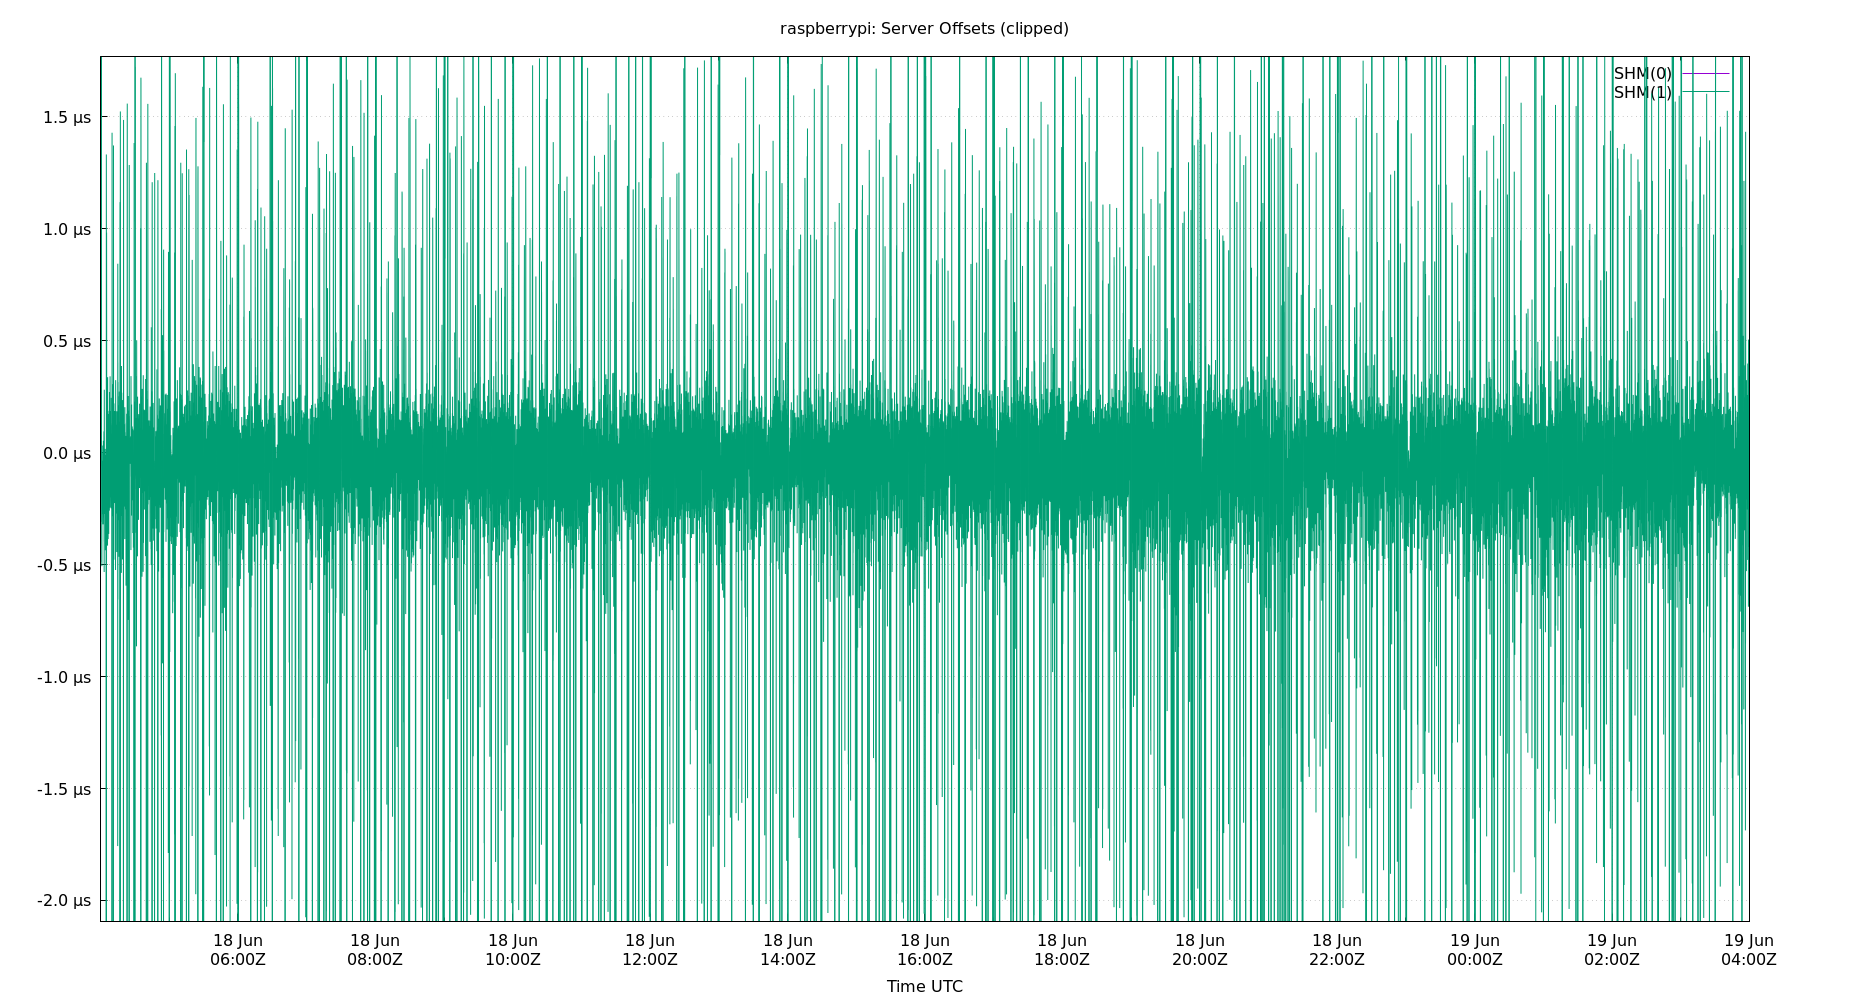 raspberrypi: Server Offsets (clipped)
SHM(0)
SHM(1)
1.5 µs
1.0 µs
0.5 µs
0.0 µs
-0.5 µs
-1.0 µs
-1.5 µs
-2.0 µs
18 Jun 18 Jun 18 Jun 18 Jun 18 Jun 18 Jun 18 Jun 18 Jun 18 Jun 19 Jun 19 Jun 19 Jun
06:00Z 08:00Z 10:00Z 12:00Z 14:00Z 16:00Z 18:00Z 20:00Z 22:00Z 00:00Z 02:00Z 04:00Z
Time UTC